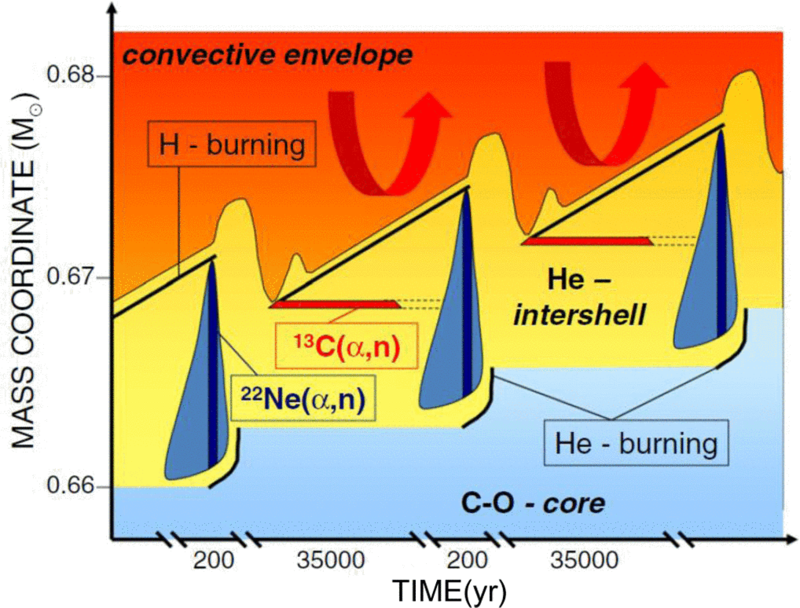 convective envelope
0.68
H - burning
MASS COORDINATE (M☉)
0.67
He –
intershell
¹³C(α,n)
²²Ne(α,n)
He - burning
0.66
C-O - core
200
35000
200
35000
TIME(yr)